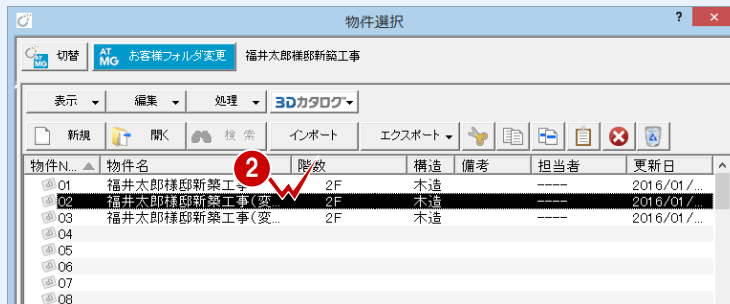 物件選択 ? ×
AT MG 切替 AT MG お客様フォルダ変更 福井太郎様邸新築工事
表示 編集 処理 3Dカタログ
新規 開く 検索 インポート エクスポート
物件N... 物件名 階数 構造 備考 担当者 更新日
01 福井太郎様邸新築工事 2F 木造 ---- 2016/01/...
2
02 福井太郎様邸新築工事(変... 2F 木造 ---- 2016/01/...
03 福井太郎様邸新築工事(変... 2F 木造 ---- 2016/01/...
04
05
06
07
08